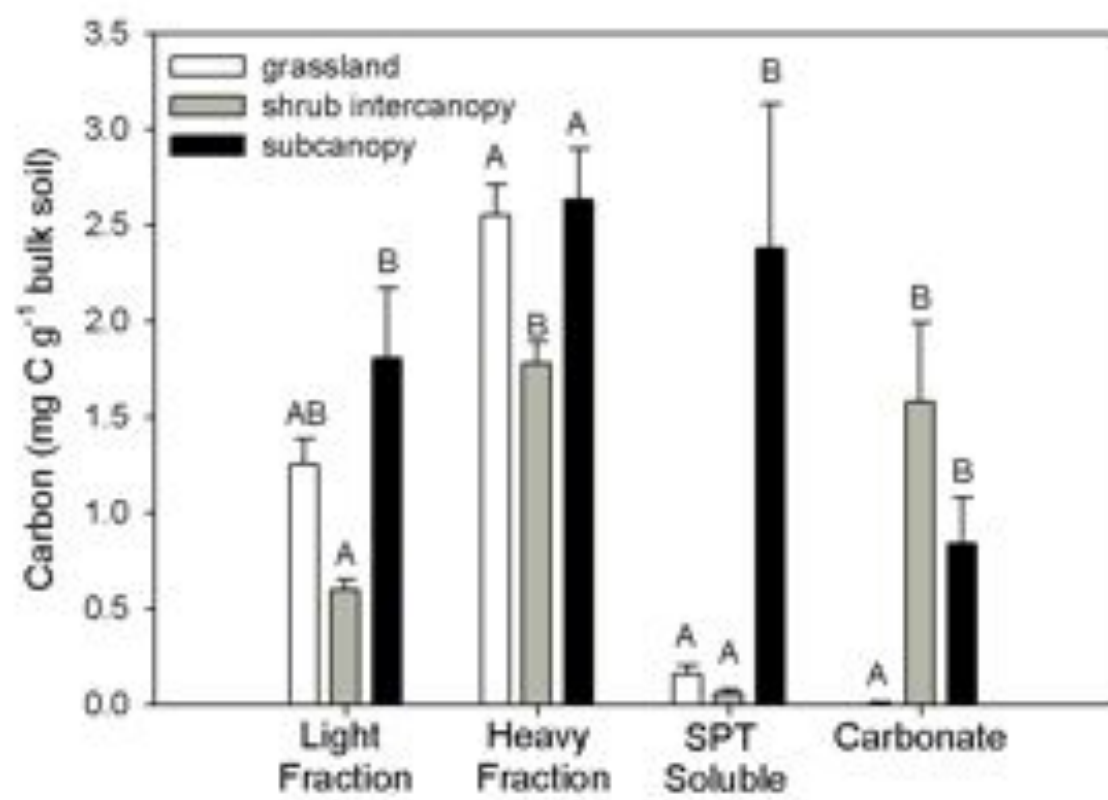 3.5
grassland
shrub intercanopy
subcanopy
3.0
2.5
2.0
1.5
1.0
0.5
0.0
Carbon (mg C g⁻¹ bulk soil)
AB
A
B
A
B
A
A
A
B
A
B
B
Light
Fraction
Heavy
Fraction
SPT
Soluble
Carbonate